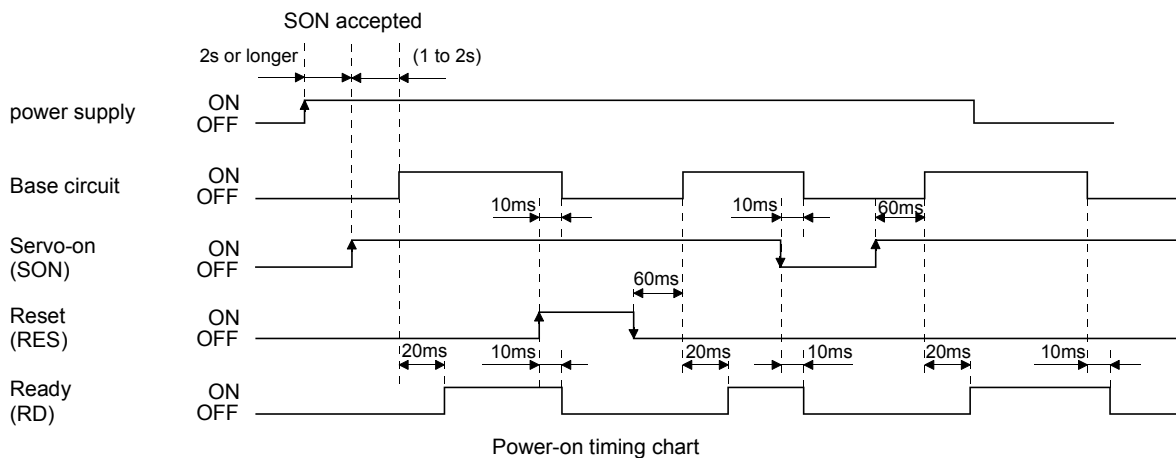 SON accepted
2s or longer (1 to 2s)
power supply ON
OFF
Base circuit ON
OFF
10ms 10ms 60ms
Servo-on ON
(SON) OFF
60ms
Reset ON
(RES) OFF
20ms 10ms 20ms 10ms 20ms 10ms
Ready ON
(RD) OFF
Power-on timing chart